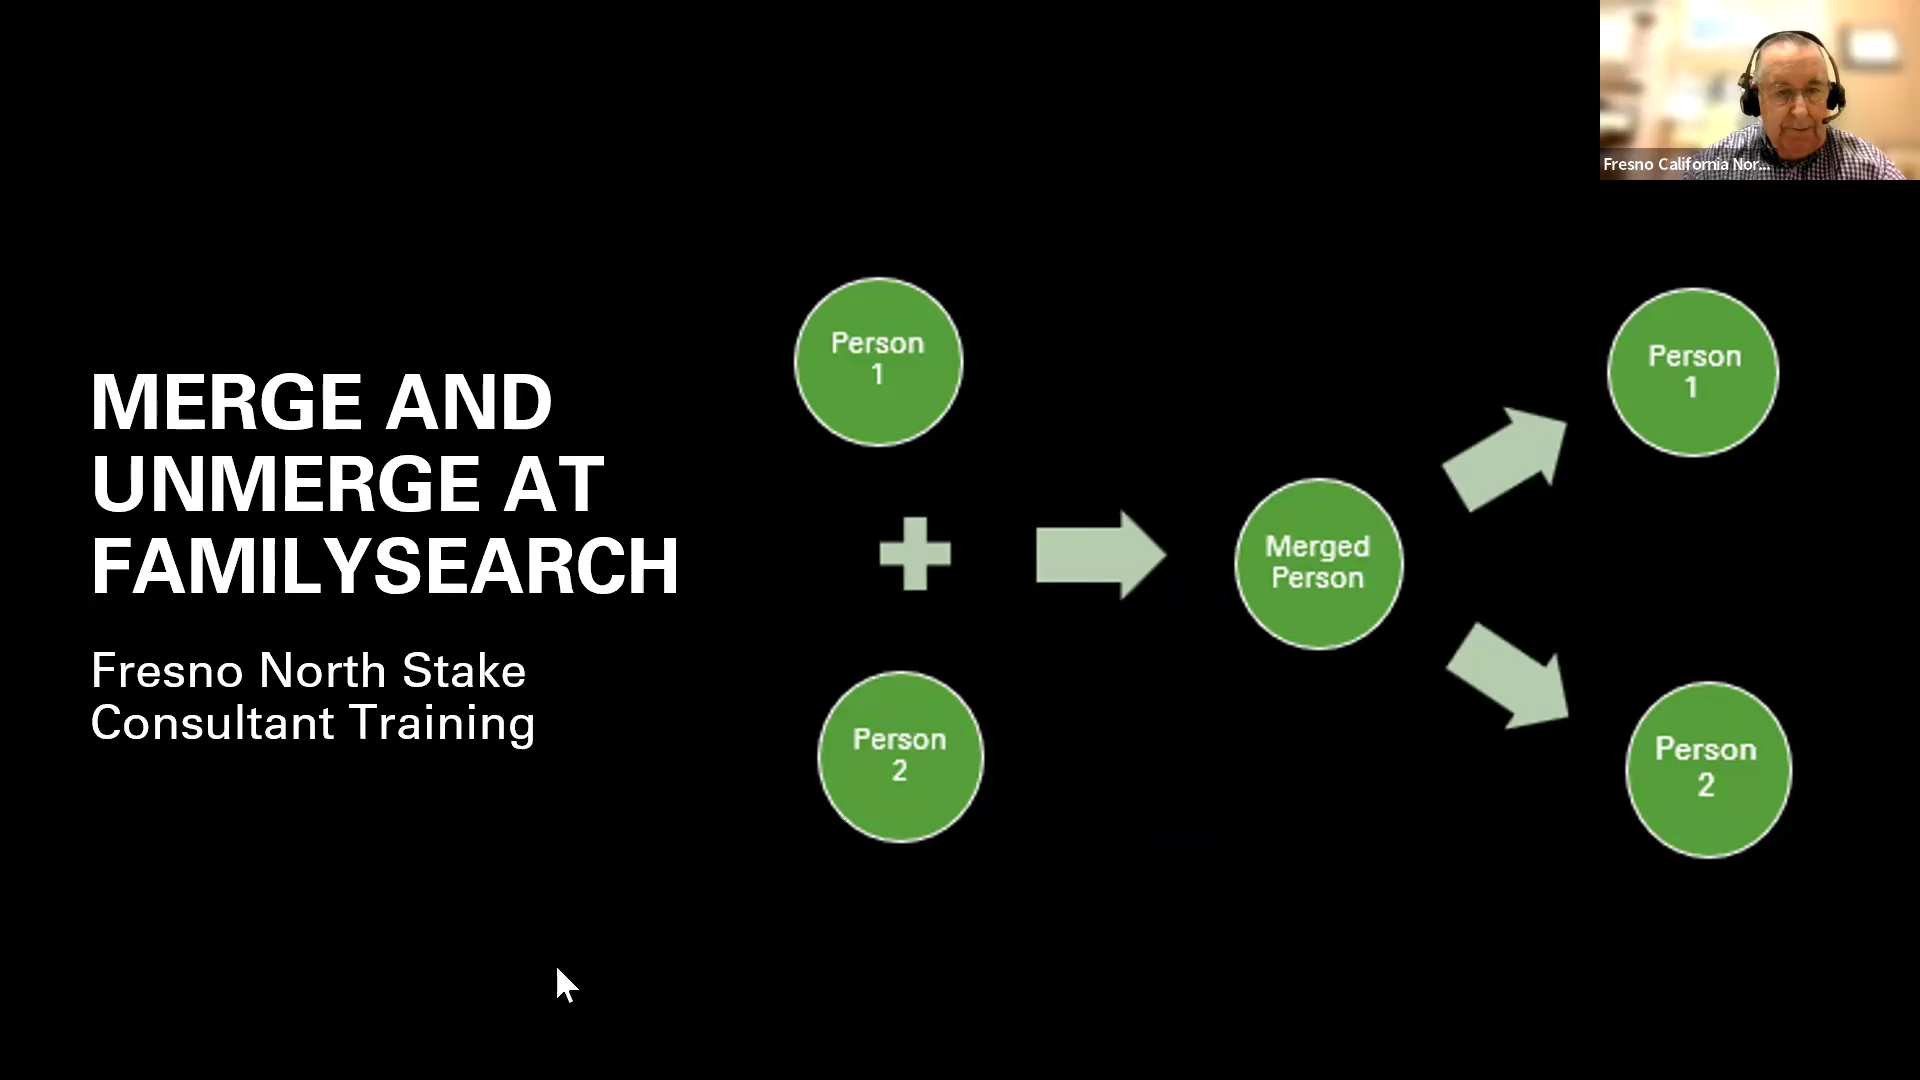 Fresno California Nor...
MERGE AND
UNMERGE AT
FAMILYSEARCH
Fresno North Stake
Consultant Training
Person
1
Person
2
Merged
Person
Person
1
Person
2